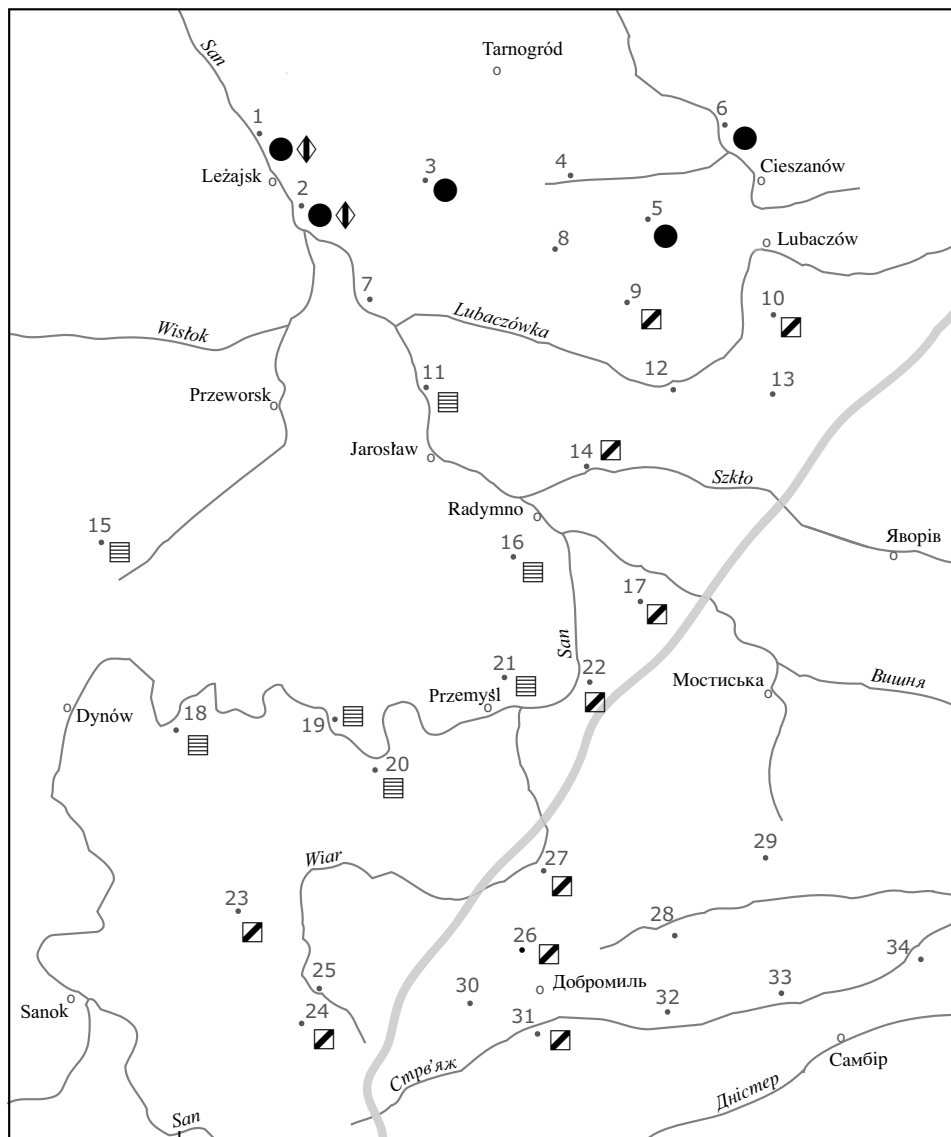 San
Tarnogród
1
6
Leżajsk
3
4
Cieszanów
2
5
8
Lubaczów
7
9
10
Wisłok
Lubaczówka
11
12
13
Przeworsk
Jarosław
14
Szkło
Radymno
15
16
Яворів
17
San
21
22
Мостиська
Вишня
Dynów
18
19
Przemyśl
20
Wiar
27
29
23
26
28
34
25
30
Добромиль
33
Sanok
24
31
32
Стрв'яж
Самбір
Дністер
San